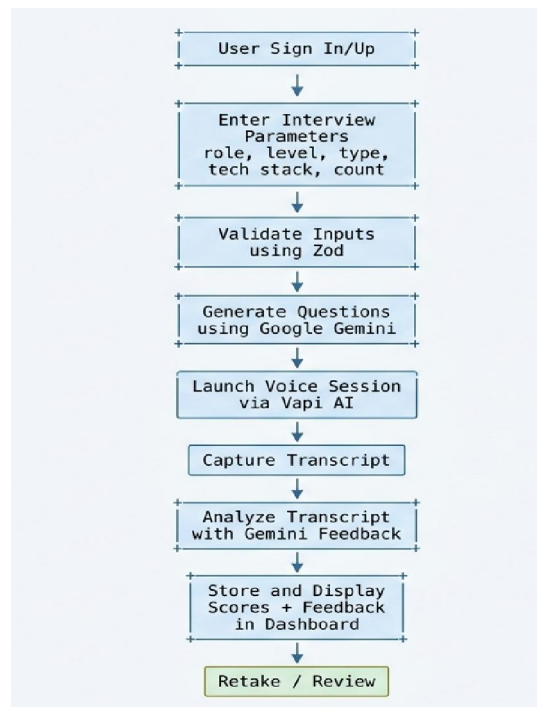 User Sign In/Up
Enter Interview
Parameters
role, level, type,
tech stack, count
Validate Inputs
using Zod
Generate Questions
using Google Gemini
Launch Voice Session
via Vapi AI
Capture Transcript
Analyze Transcript
with Gemini Feedback
Store and Display
Scores + Feedback
in Dashboard
Retake / Review